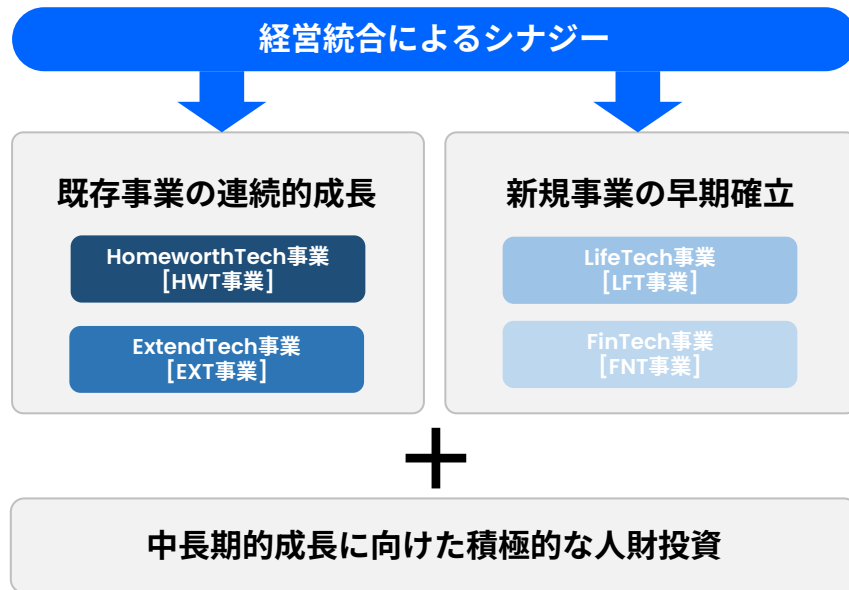 経営統合によるシナジー
既存事業の連続的成長
HomeworthTech事業
[HWT事業]
ExtendTech事業
[EXT事業]
新規事業の早期確立
LifeTech事業
[LFT事業]
FinTech事業
[FNT事業]
＋
中長期的成長に向けた積極的な人財投資